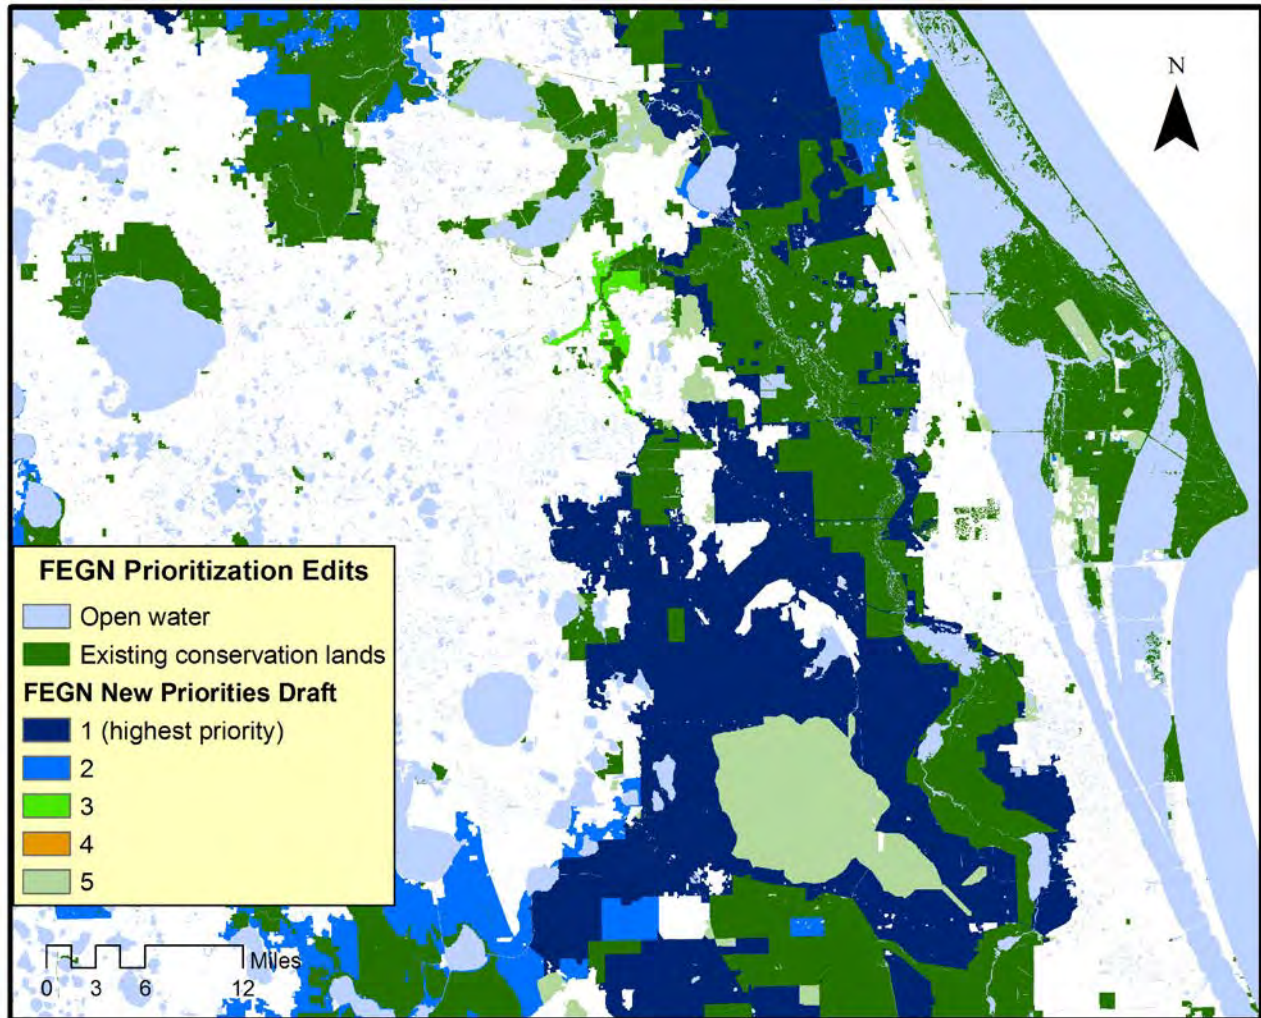 N
FEGN Prioritization Edits
Open water
Existing conservation lands
FEGN New Priorities Draft
1 (highest priority)
2
3
4
5
Miles
0 3 6 12